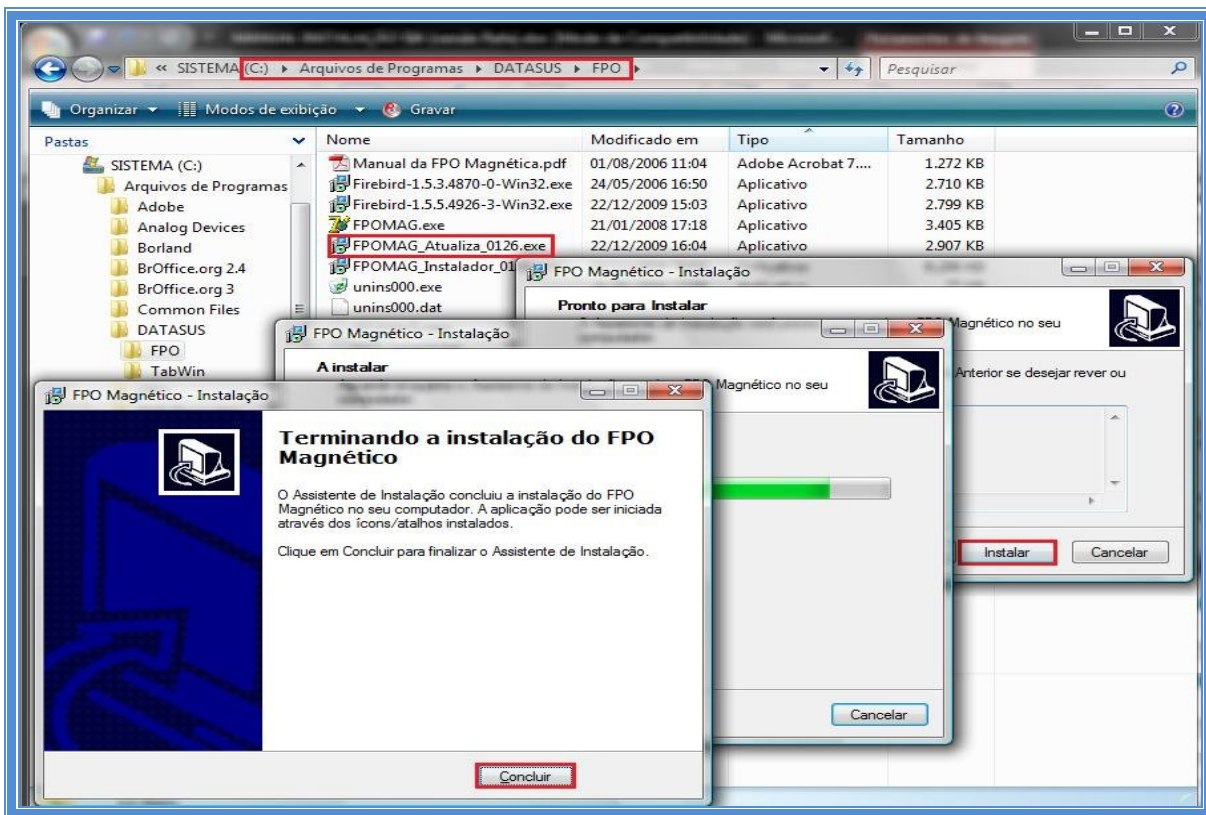 « SISTEMA (C:) ▸ Arquivos de Programas ▸ DATASUS ▸ FPO ▸
Pesquisar
Organizar
Modos de exibição
Gravar
Pastas
Nome Modificado em Tipo Tamanho
SISTEMA (C:)
Arquivos de Programas
Adobe
Analog Devices
Borland
BrOffice.org 2.4
BrOffice.org 3
Common Files
DATASUS
FPO
TabWin
Manual da FPO Magnética.pdf 01/08/2006 11:04 Adobe Acrobat 7.... 1.272 KB
Firebird-1.5.3.4870-0-Win32.exe 24/05/2006 16:50 Aplicativo 2.710 KB
Firebird-1.5.5.4926-3-Win32.exe 22/12/2009 15:03 Aplicativo 2.799 KB
FPOMAG.exe 21/01/2008 17:18 Aplicativo 3.405 KB
FPOMAG_Atualiza_0126.exe 22/12/2009 16:04 Aplicativo 2.907 KB
FPOMAG_Instalador_01
unins000.exe
unins000.dat
FPO Magnético - Instalação
Pronto para Instalar
Magnético no seu
Anterior se desejar rever ou
Instalar
Cancelar
FPO Magnético - Instalação
A instalar
Magnético no seu
Cancelar
FPO Magnético - Instalação
Terminando a instalação do FPO
Magnético
O Assistente de Instalação concluiu a instalação do FPO
Magnético no seu computador. A aplicação pode ser iniciada
através dos ícons/atalhos instalados.
Clique em Concluir para finalizar o Assistente de Instalação.
Concluir